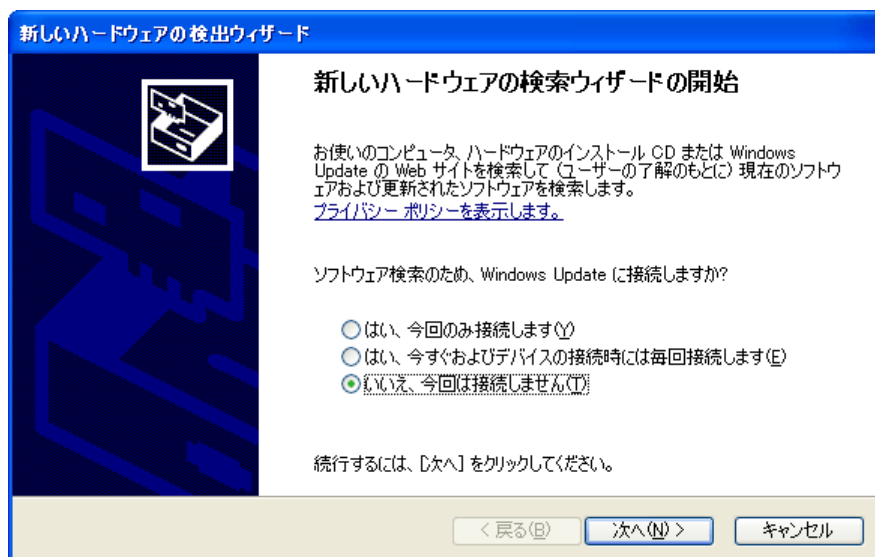 新しいハードウェアの検出ウィザード
新しいハードウェアの検索ウィザードの開始
お使いのコンピュータ、ハードウェアのインストール CD または Windows
Update の Web サイトを検索して (ユーザーの了解のもとに) 現在のソフトウ
ェアおよび更新されたソフトウェアを検索します。
プライバシー ポリシーを表示します。
ソフトウェア検索のため、Windows Update に接続しますか?
はい、今回のみ接続します(Y)
はい、今すぐおよびデバイスの接続時には毎回接続します(E)
いいえ、今回は接続しません(T)
続行するには、[次へ] をクリックしてください。
< 戻る(B) 次へ(N) > キャンセル